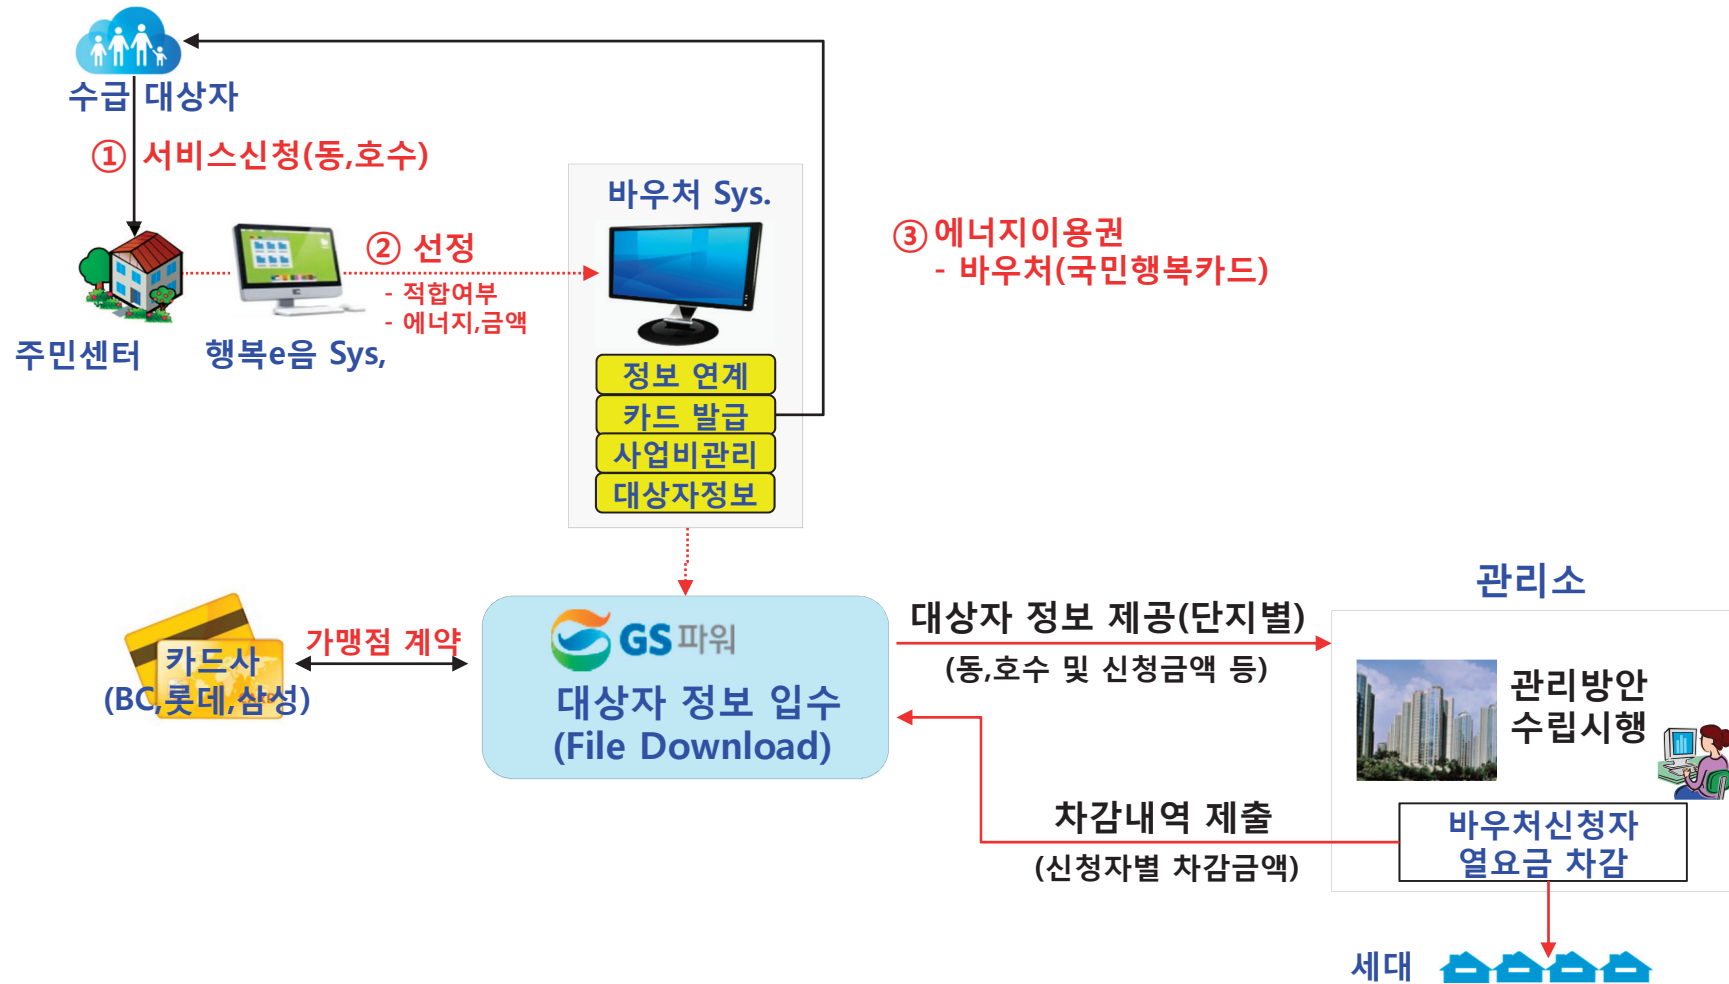 수급 대상자
① 서비스신청(동,호수)
주민센터
행복e음 Sys,
② 선정
- 적합여부
- 에너지,금액
바우처 Sys.
정보 연계
카드 발급
사업비관리
대상자정보
③ 에너지이용권
- 바우처(국민행복카드)
카드사
(BC,롯데,삼성)
가맹점 계약
GS파워
대상자 정보 입수
(File Download)
대상자 정보 제공(단지별)
(동,호수 및 신청금액 등)
차감내역 제출
(신청자별 차감금액)
관리소
관리방안
수립시행
바우처신청자
열요금 차감
세대